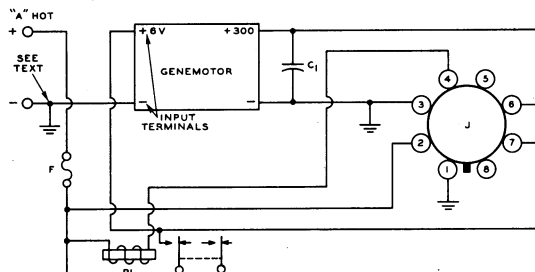 "A" HOT
+
SEE
TEXT
-
+ 6V
+300
GENEMOTOR
-
-
INPUT
TERMINALS
C1
4
5
3
6
J
2
7
1
8
F